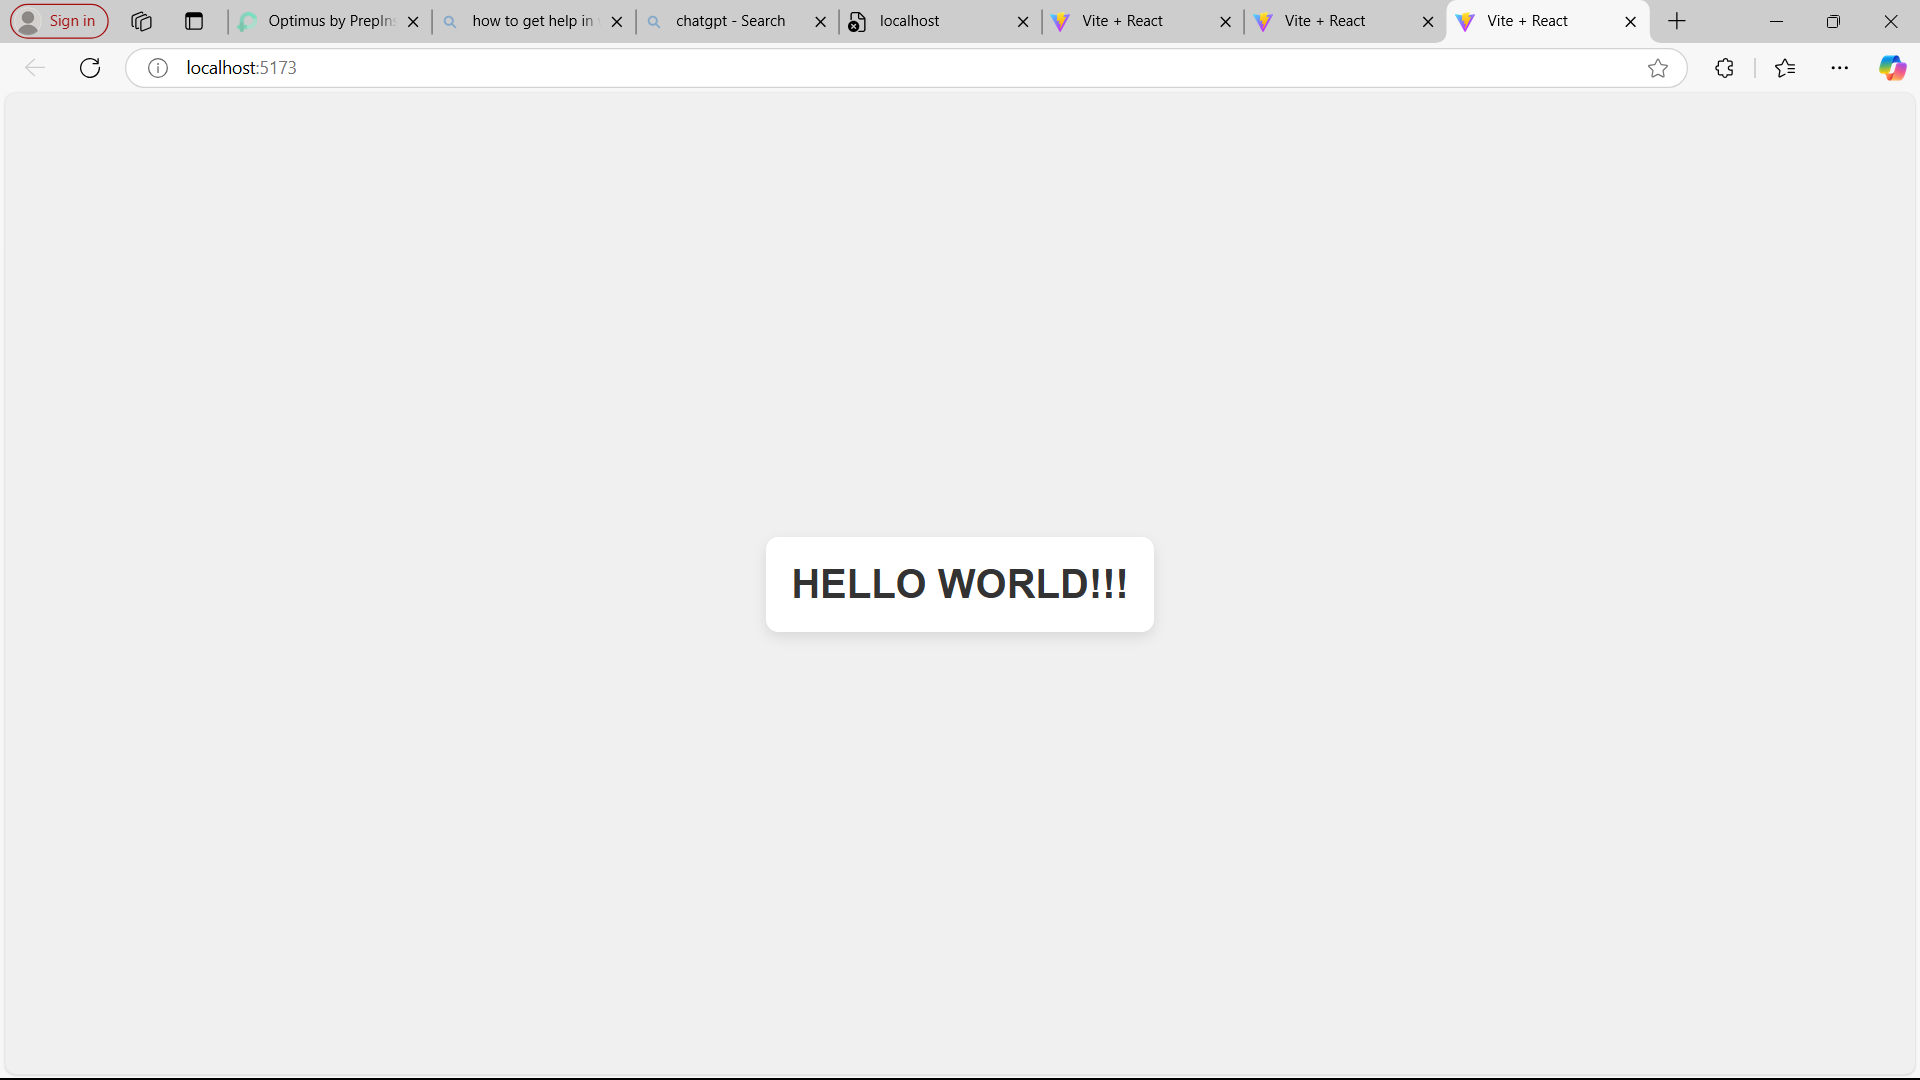 Sign in
Optimus by PrepIns
how to get help in
chatgpt - Search
localhost
Vite + React
Vite + React
Vite + React
localhost:5173
HELLO WORLD!!!